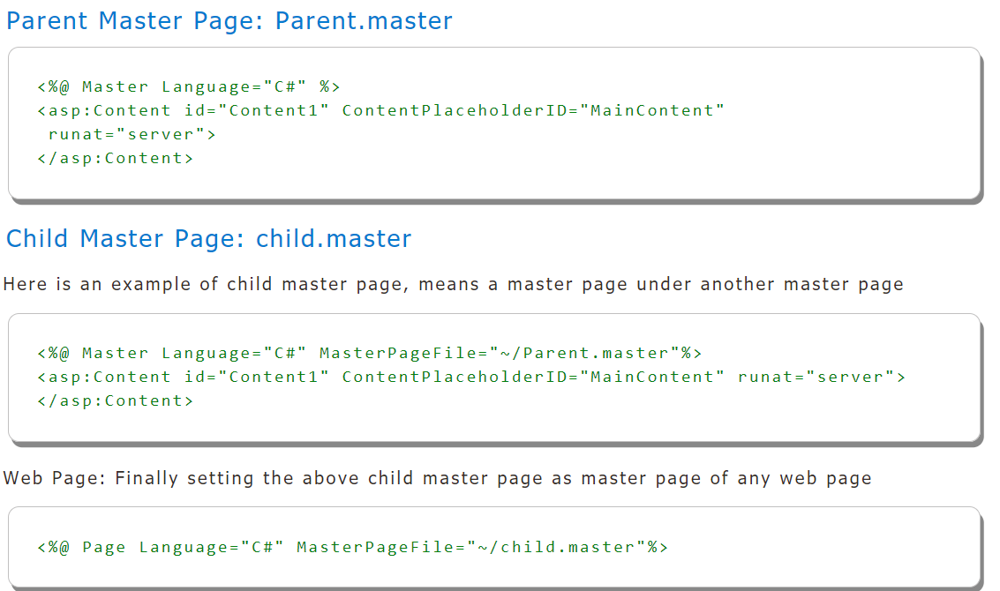 Parent Master Page: Parent.master
<%@ Master Language="C#" %>
<asp:Content id="Content1" ContentPlaceholderID="MainContent"
runat="server">
</asp:Content>
Child Master Page: child.master
Here is an example of child master page, means a master page under another master page
<%@ Master Language="C#" MasterPageFile="~/Parent.master"%>
<asp:Content id="Content1" ContentPlaceholderID="MainContent" runat="server">
</asp:Content>
Web Page: Finally setting the above child master page as master page of any web page
<%@ Page Language="C#" MasterPageFile="~/child.master"%>